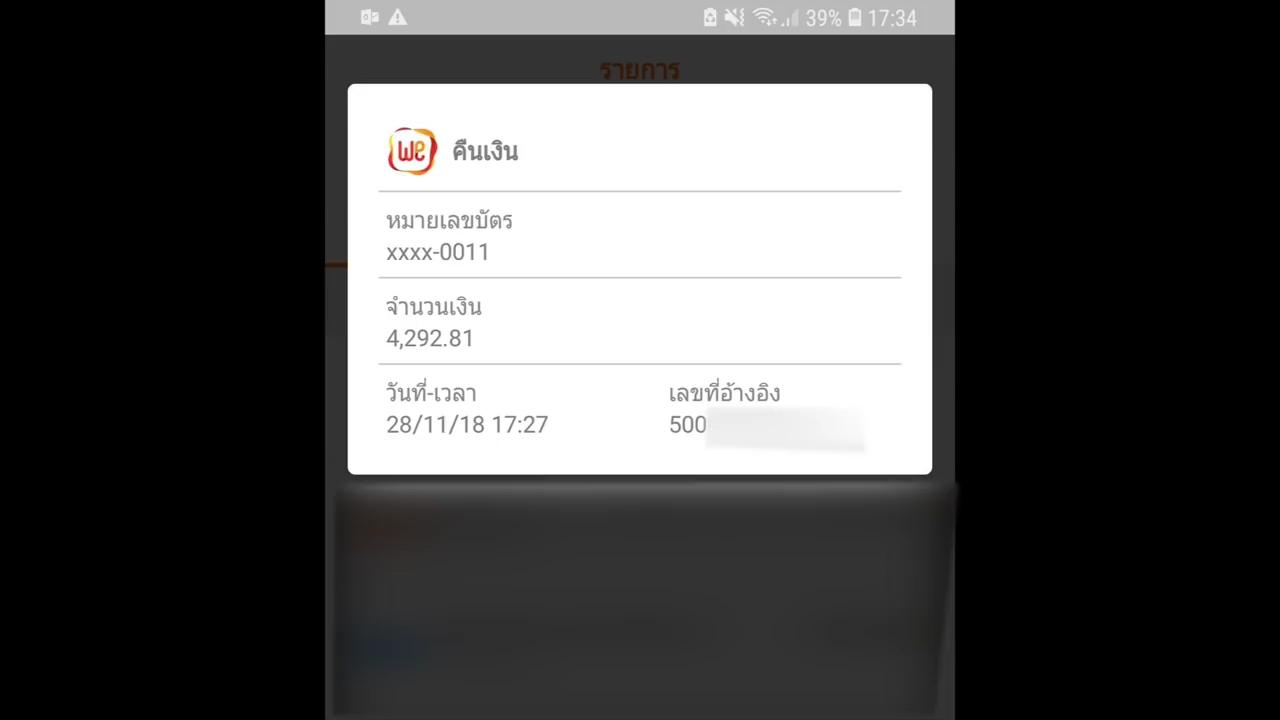 39% 17:34
รายการ
we คืนเงิน
หมายเลขบัตร
xxxx-0011
จำนวนเงิน
4,292.81
วันที่-เวลา เลขที่อ้างอิง
28/11/18 17:27 500